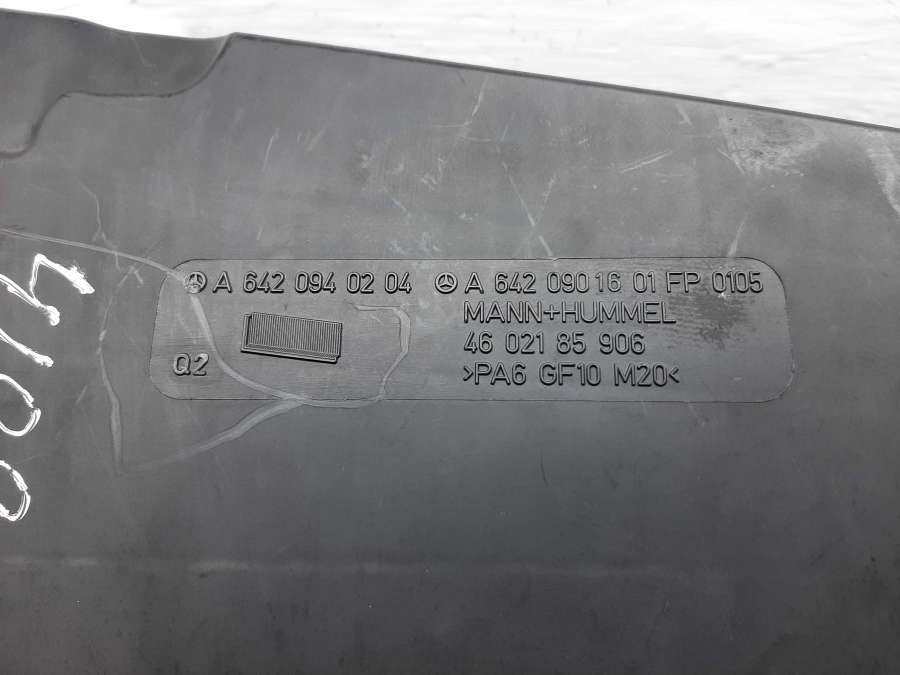 A 642 094 02 04 A 642 090 16 01 FP 0105
MANN+HUMMEL
46 021 85 906
Q2
>PA6 GF10 M20<